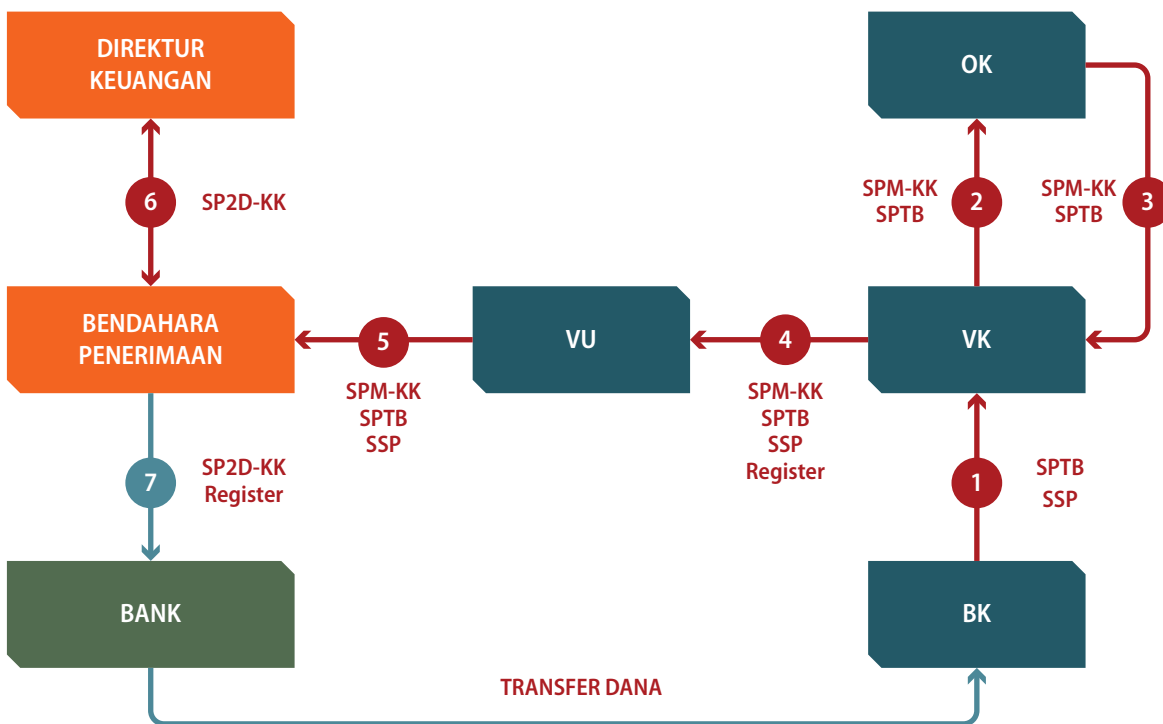 DIREKTUR
KEUANGAN
OK
6
SP2D-KK
SPM-KK
SPTB
2
SPM-KK
SPTB
3
BENDAHARA
PENERIMAAN
5
VU
4
VK
SPM-KK
SPTB
SSP
SPM-KK
SPTB
SSP
Register
7
SP2D-KK
Register
1
SPTB
SSP
BANK
BK
TRANSFER DANA